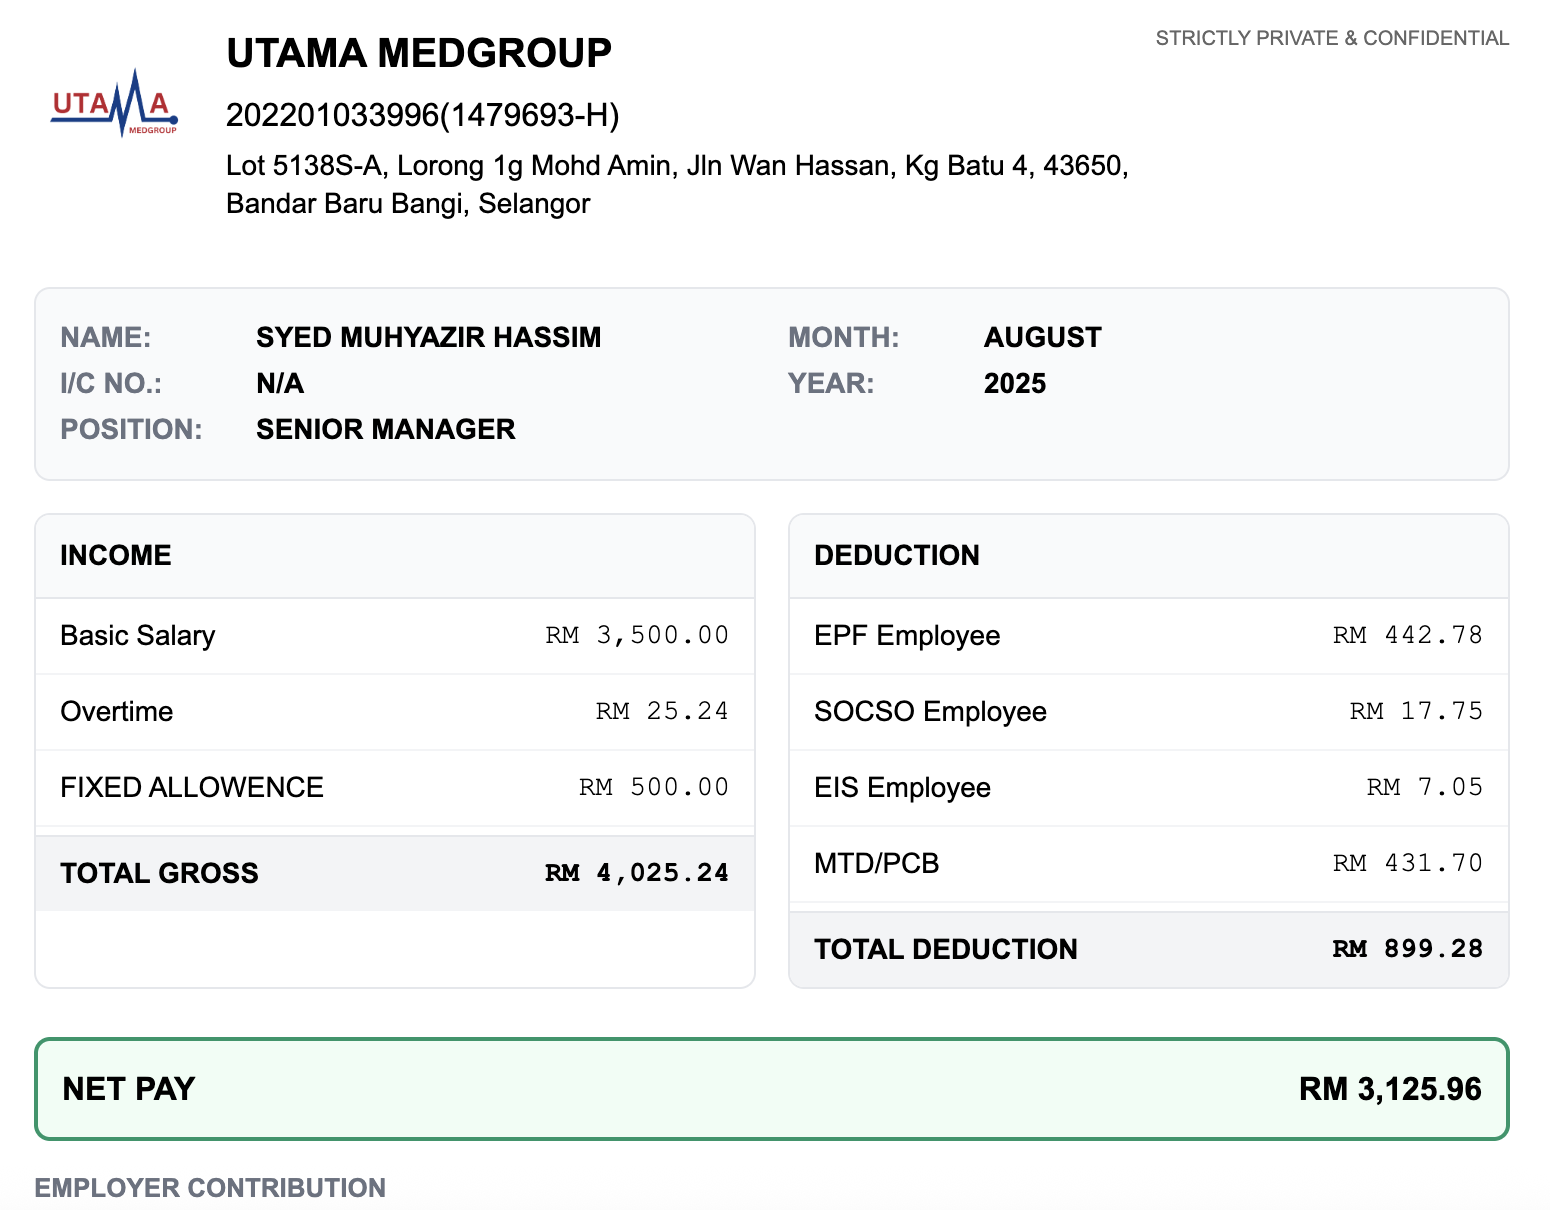 STRICTLY PRIVATE & CONFIDENTIAL
UTAMA
MEDGROUP
UTAMA MEDGROUP
202201033996(1479693-H)
Lot 5138S-A, Lorong 1g Mohd Amin, Jln Wan Hassan, Kg Batu 4, 43650,
Bandar Baru Bangi, Selangor
NAME: SYED MUHYAZIR HASSIM
I/C NO.: N/A
POSITION: SENIOR MANAGER
MONTH: AUGUST
YEAR: 2025
INCOME
Basic Salary RM 3,500.00
Overtime RM 25.24
FIXED ALLOWENCE RM 500.00
TOTAL GROSS RM 4,025.24
DEDUCTION
EPF Employee RM 442.78
SOCSO Employee RM 17.75
EIS Employee RM 7.05
MTD/PCB RM 431.70
TOTAL DEDUCTION RM 899.28
NET PAY RM 3,125.96
EMPLOYER CONTRIBUTION